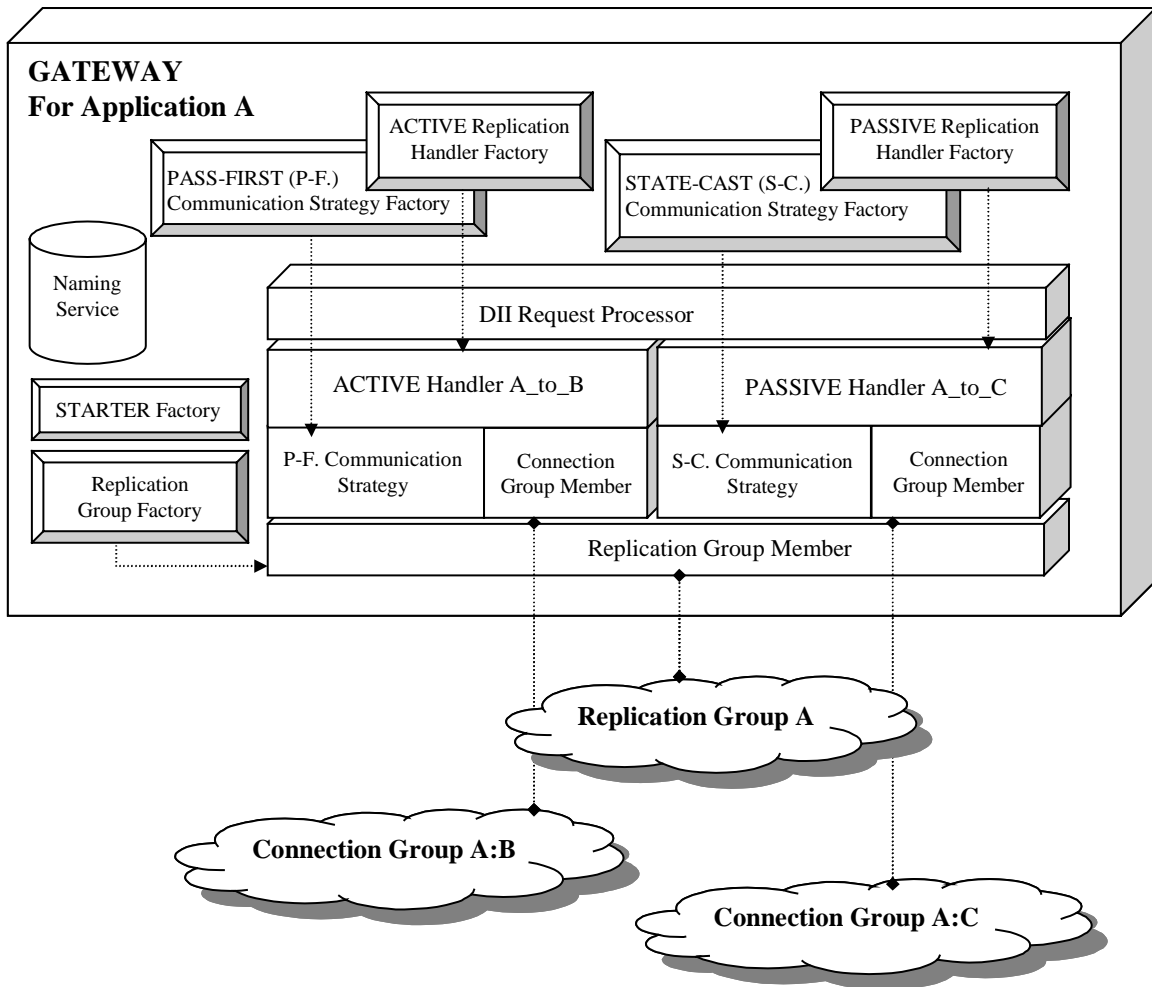 GATEWAY
For Application A
ACTIVE Replication
Handler Factory
PASSIVE Replication
Handler Factory
PASS-FIRST (P-F.)
Communication Strategy Factory
STATE-CAST (S-C.)
Communication Strategy Factory
Naming
Service
DII Request Processor
ACTIVE Handler A_to_B
PASSIVE Handler A_to_C
STARTER Factory
P-F. Communication
Strategy
Connection
Group Member
S-C. Communication
Strategy
Connection
Group Member
Replication
Group Factory
Replication Group Member
Replication Group A
Connection Group A:B
Connection Group A:C